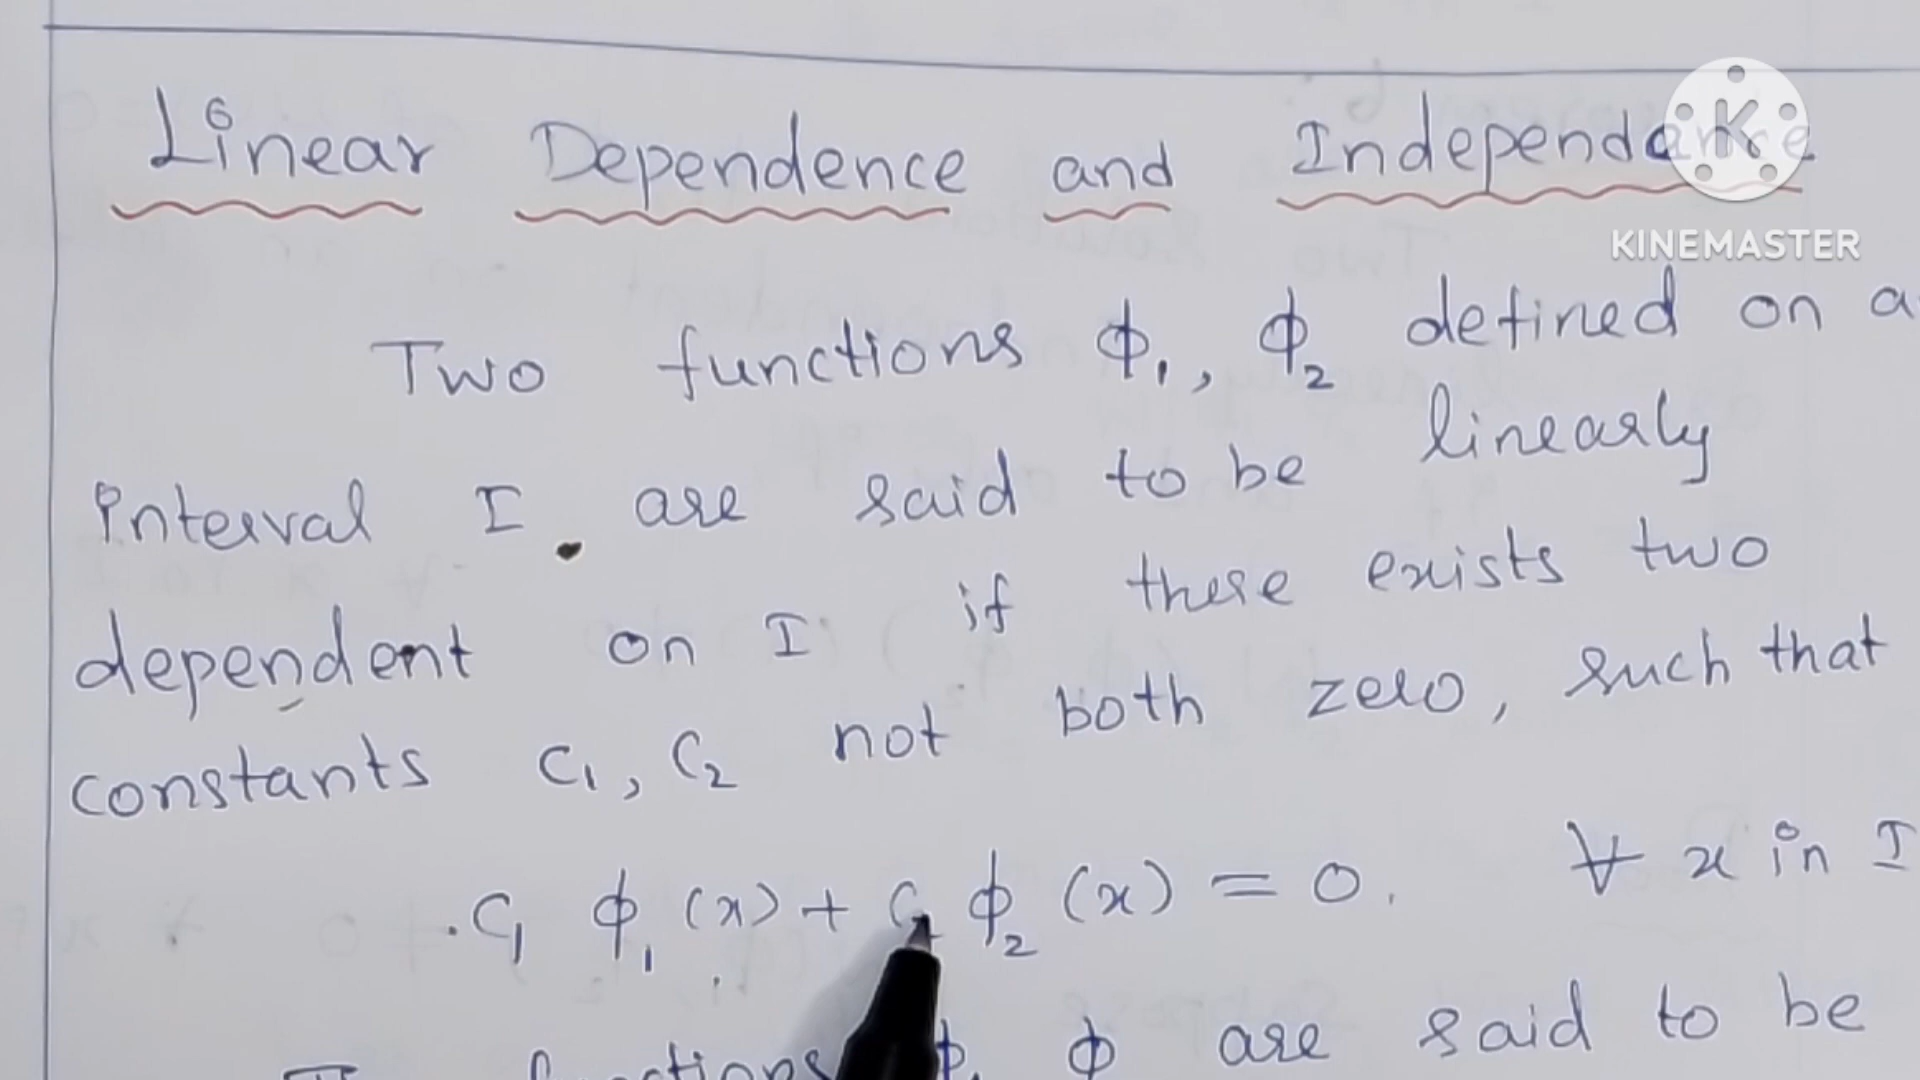 Linear Dependence and Independence
KINEMASTER
Two functions ϕ₁, ϕ₂ defined on a
interval I are said to be linearly
dependent on I if there exists two
constants c₁, c₂ not both zero, such that
c₁ ϕ₁(x) + c₂ ϕ₂(x) = 0. ∀ x in I
functions ϕ, ϕ are said to be